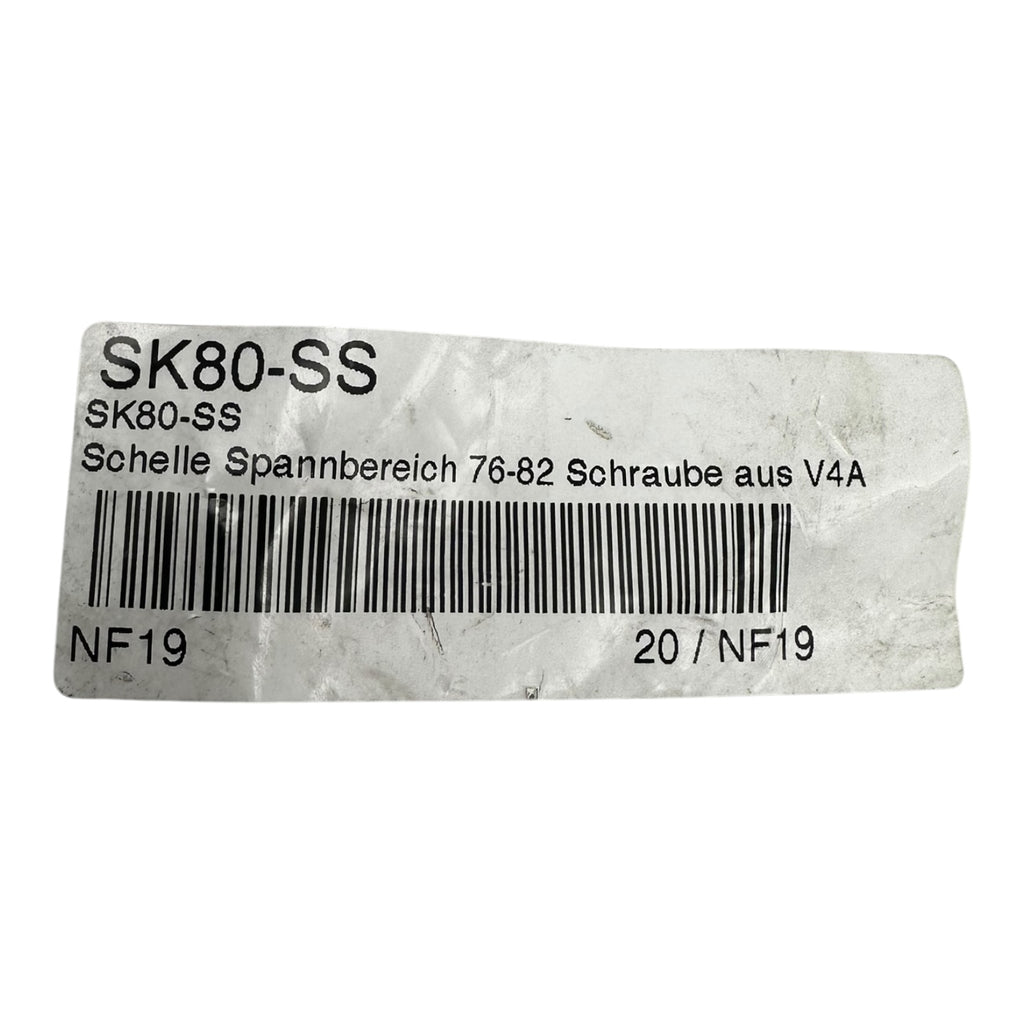 SK80-SS
SK80-SS
Schelle Spannbereich 76-82 Schraube aus V4A
NF19 20 / NF19